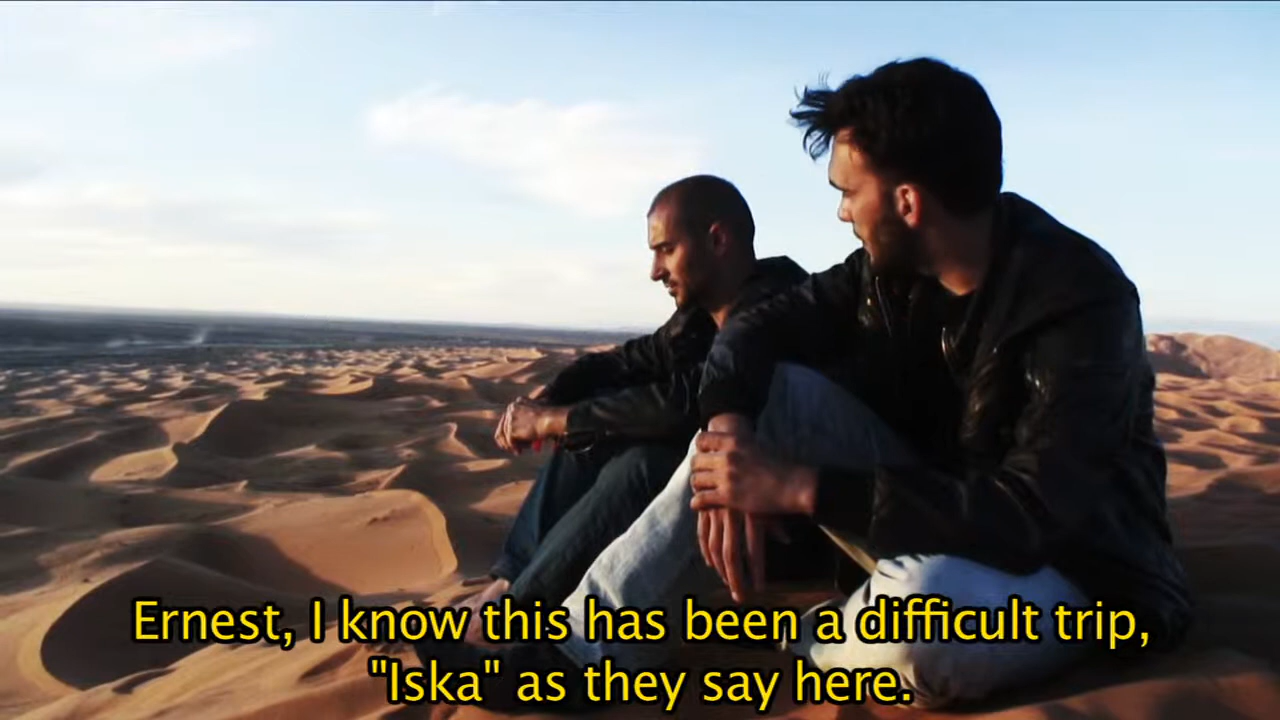 Ernest, I know this has been a difficult trip,
"Iska" as they say here.